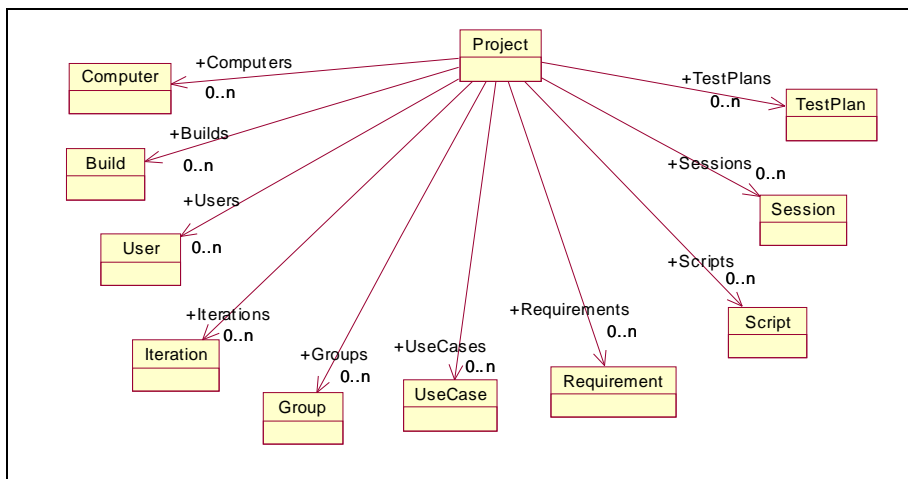 Project
+Computers
Computer
0..n
+TestPlans
TestPlan
0..n
+Builds
Build
0..n
+Sessions
0..n
Session
+Users
User
0..n
+Scripts
0..n
Script
+Iterations
0..n
Iteration
+Requirements
0..n
Requirement
+Groups
0..n
Group
+UseCases
0..n
UseCase